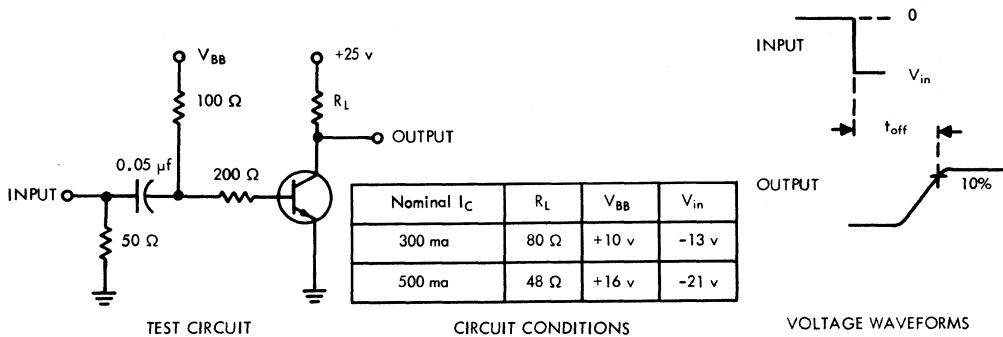 V_BB
+25 v
100 Ω
R_L
OUTPUT
0.05 μf
200 Ω
INPUT
50 Ω
TEST CIRCUIT
Nominal I_C R_L V_BB V_in
300 ma 80 Ω +10 v -13 v
500 ma 48 Ω +16 v -21 v
CIRCUIT CONDITIONS
0
INPUT
V_in
t_off
OUTPUT
10%
VOLTAGE WAVEFORMS